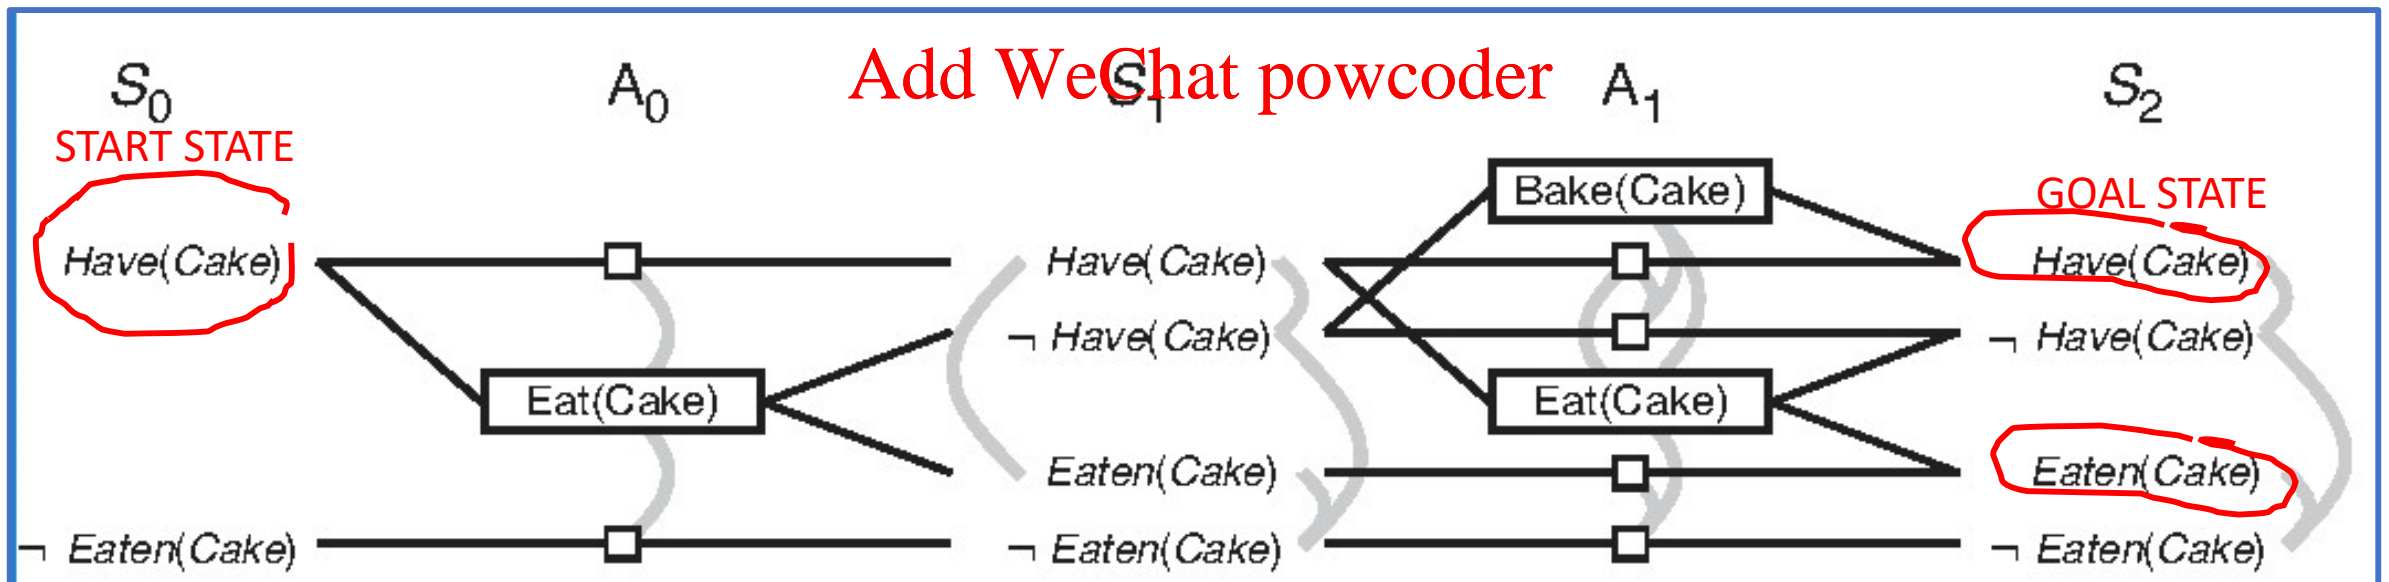 S0 A0 S1 A1 S2
Add WeChat powcoder
START STATE
GOAL STATE
Bake(Cake)
Have(Cake) Have(Cake) Have(Cake)
¬ Have(Cake) ¬ Have(Cake)
Eat(Cake) Eat(Cake)
Eaten(Cake) Eaten(Cake)
¬ Eaten(Cake) ¬ Eaten(Cake) ¬ Eaten(Cake)